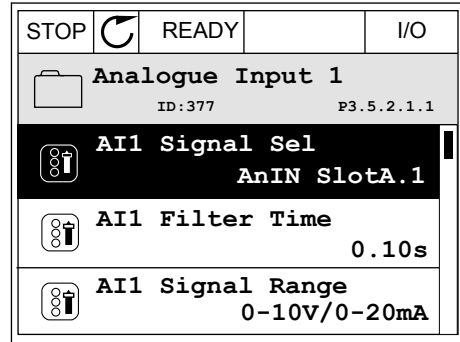 STOP READY I/O
Analogue Input 1
ID:377 P3.5.2.1.1
AI1 Signal Sel
AnIN SlotA.1
AI1 Filter Time
0.10s
AI1 Signal Range
0-10V/0-20mA